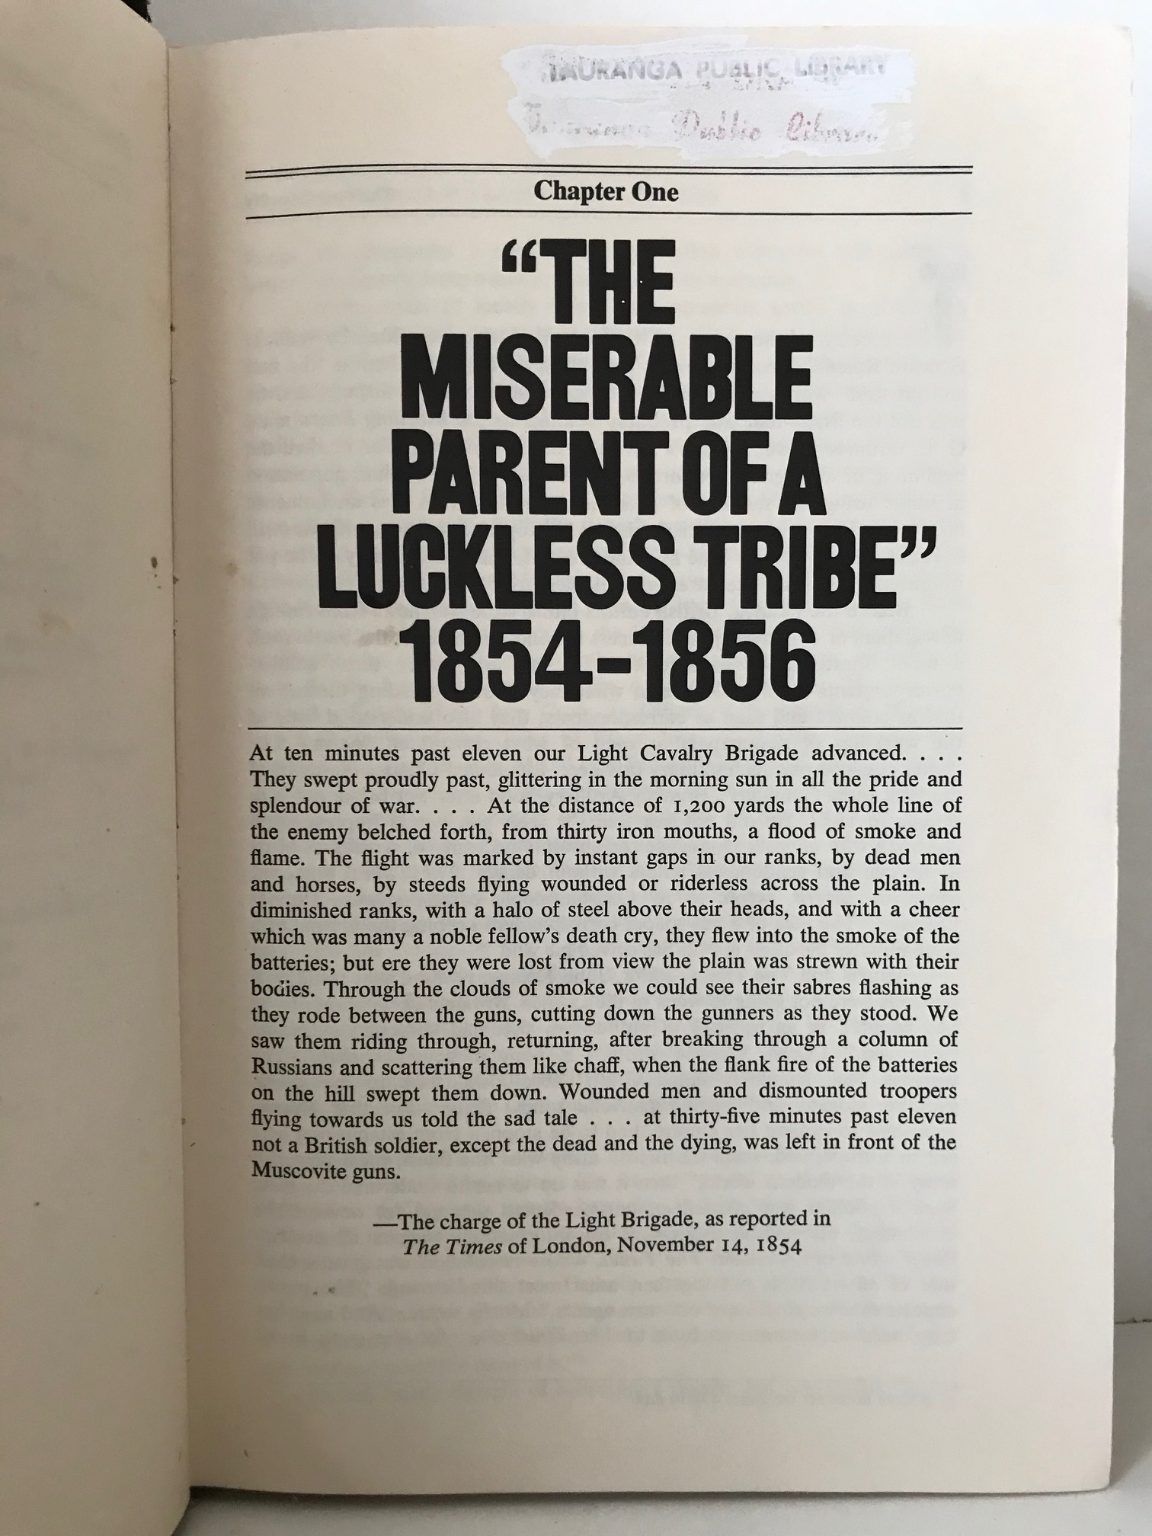 TAURANGA PUBLIC LIBRARY
Public Library
Chapter One
“THE
MISERABLE
PARENT OF A
LUCKLESS TRIBE”
1854-1856
At ten minutes past eleven our Light Cavalry Brigade advanced. . . .
They swept proudly past, glittering in the morning sun in all the pride and
splendour of war. . . . At the distance of 1,200 yards the whole line of
the enemy belched forth, from thirty iron mouths, a flood of smoke and
flame. The flight was marked by instant gaps in our ranks, by dead men
and horses, by steeds flying wounded or riderless across the plain. In
diminished ranks, with a halo of steel above their heads, and with a cheer
which was many a noble fellow’s death cry, they flew into the smoke of the
batteries; but ere they were lost from view the plain was strewn with their
bodies. Through the clouds of smoke we could see their sabres flashing as
they rode between the guns, cutting down the gunners as they stood. We
saw them riding through, returning, after breaking through a column of
Russians and scattering them like chaff, when the flank fire of the batteries
on the hill swept them down. Wounded men and dismounted troopers
flying towards us told the sad tale . . . at thirty-five minutes past eleven
not a British soldier, except the dead and the dying, was left in front of the
Muscovite guns.
—The charge of the Light Brigade, as reported in
The Times of London, November 14, 1854